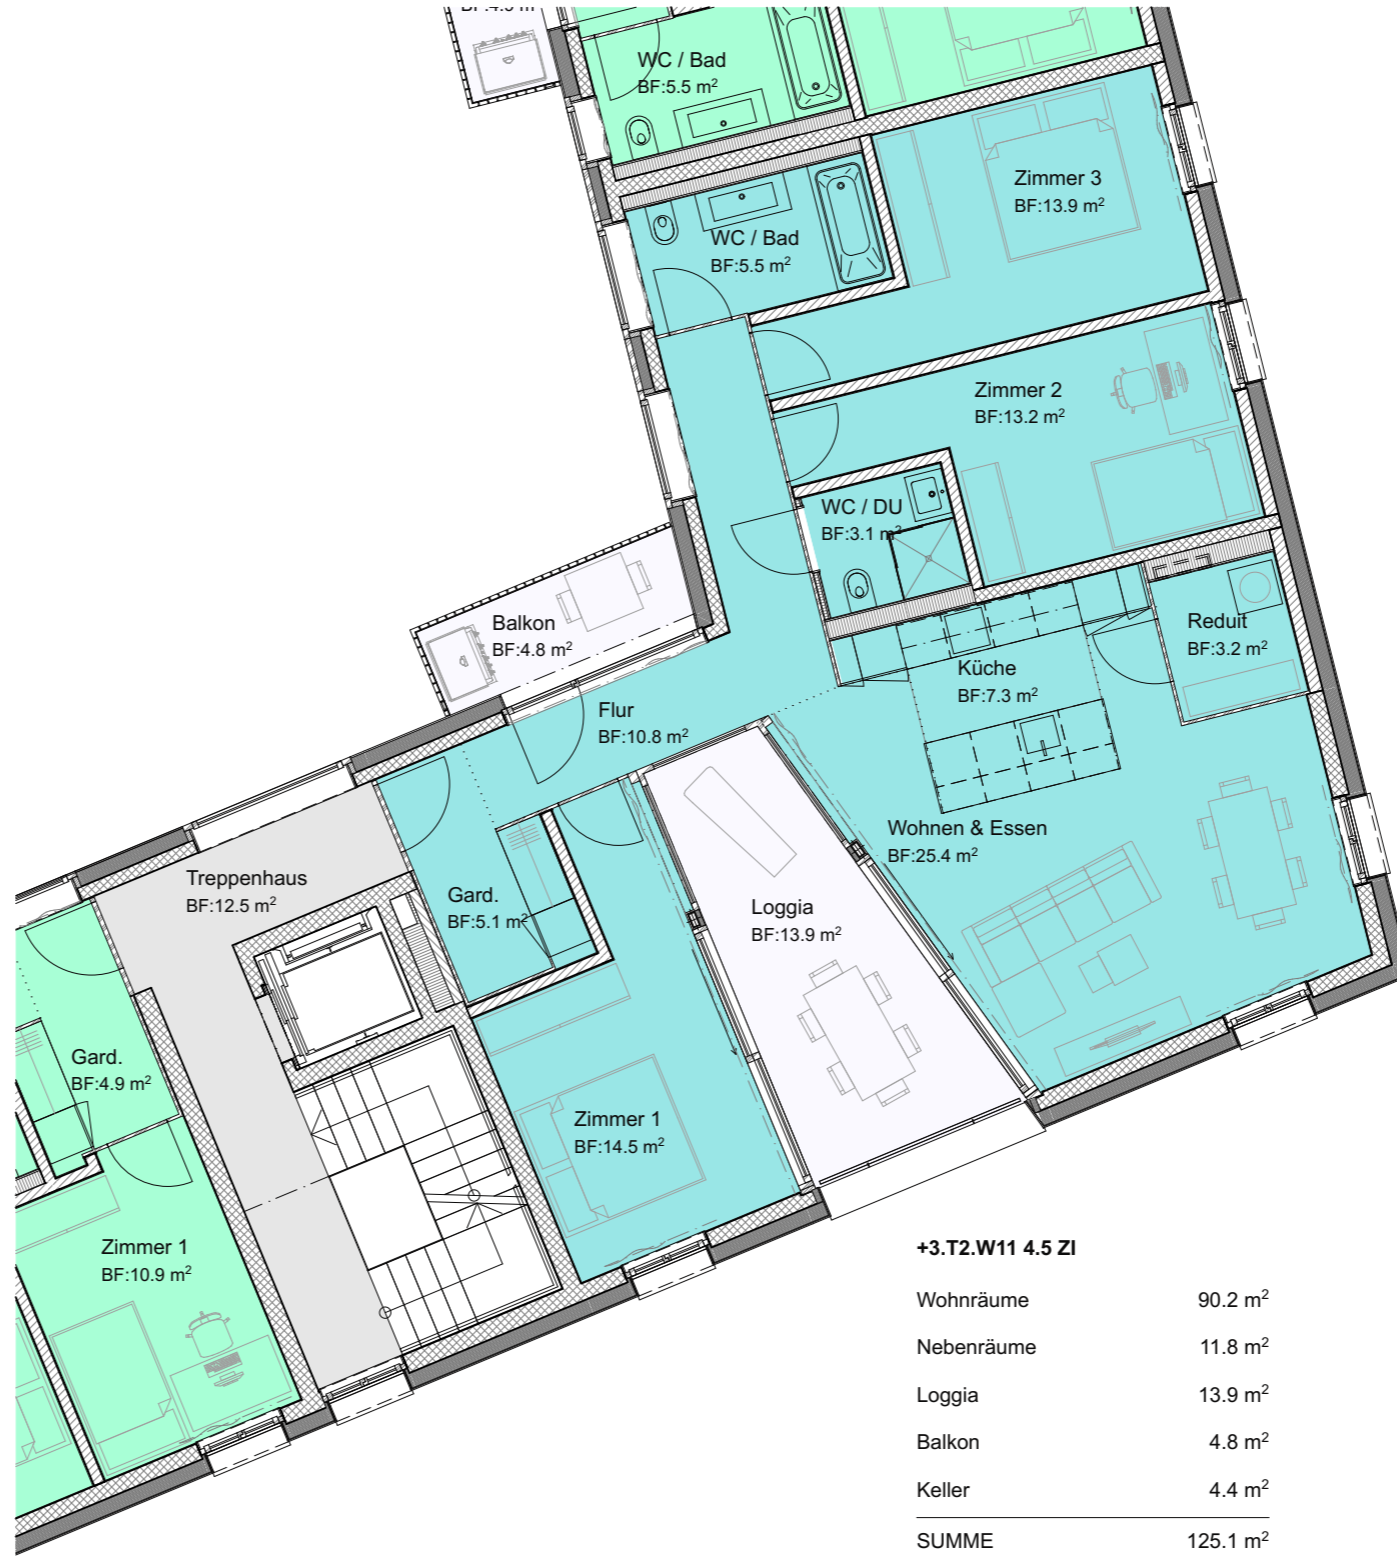 WC / Bad
BF:5.5 m²
Zimmer 3
BF:13.9 m²
WC / Bad
BF:5.5 m²
Zimmer 2
BF:13.2 m²
WC / DU
BF:3.1 m²
Balkon
BF:4.8 m²
Reduit
BF:3.2 m²
Küche
BF:7.3 m²
Flur
BF:10.8 m²
Wohnen & Essen
BF:25.4 m²
Treppenhaus
BF:12.5 m²
Gard.
BF:5.1 m²
Loggia
BF:13.9 m²
Gard.
BF:4.9 m²
Zimmer 1
BF:14.5 m²
Zimmer 1
BF:10.9 m²
+3.T2.W11 4.5 ZI
Wohnräume 90.2 m²
Nebenräume 11.8 m²
Loggia 13.9 m²
Balkon 4.8 m²
Keller 4.4 m²
SUMME 125.1 m²